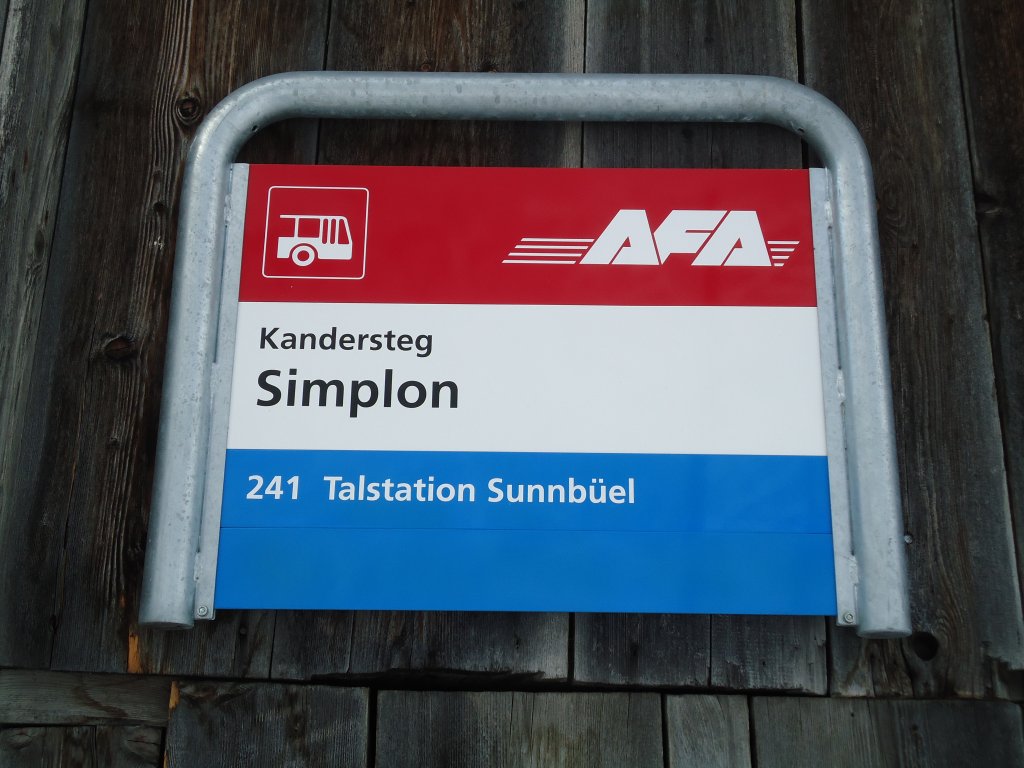 AFA
Kandersteg
Simplon
241 Talstation Sunnbüel